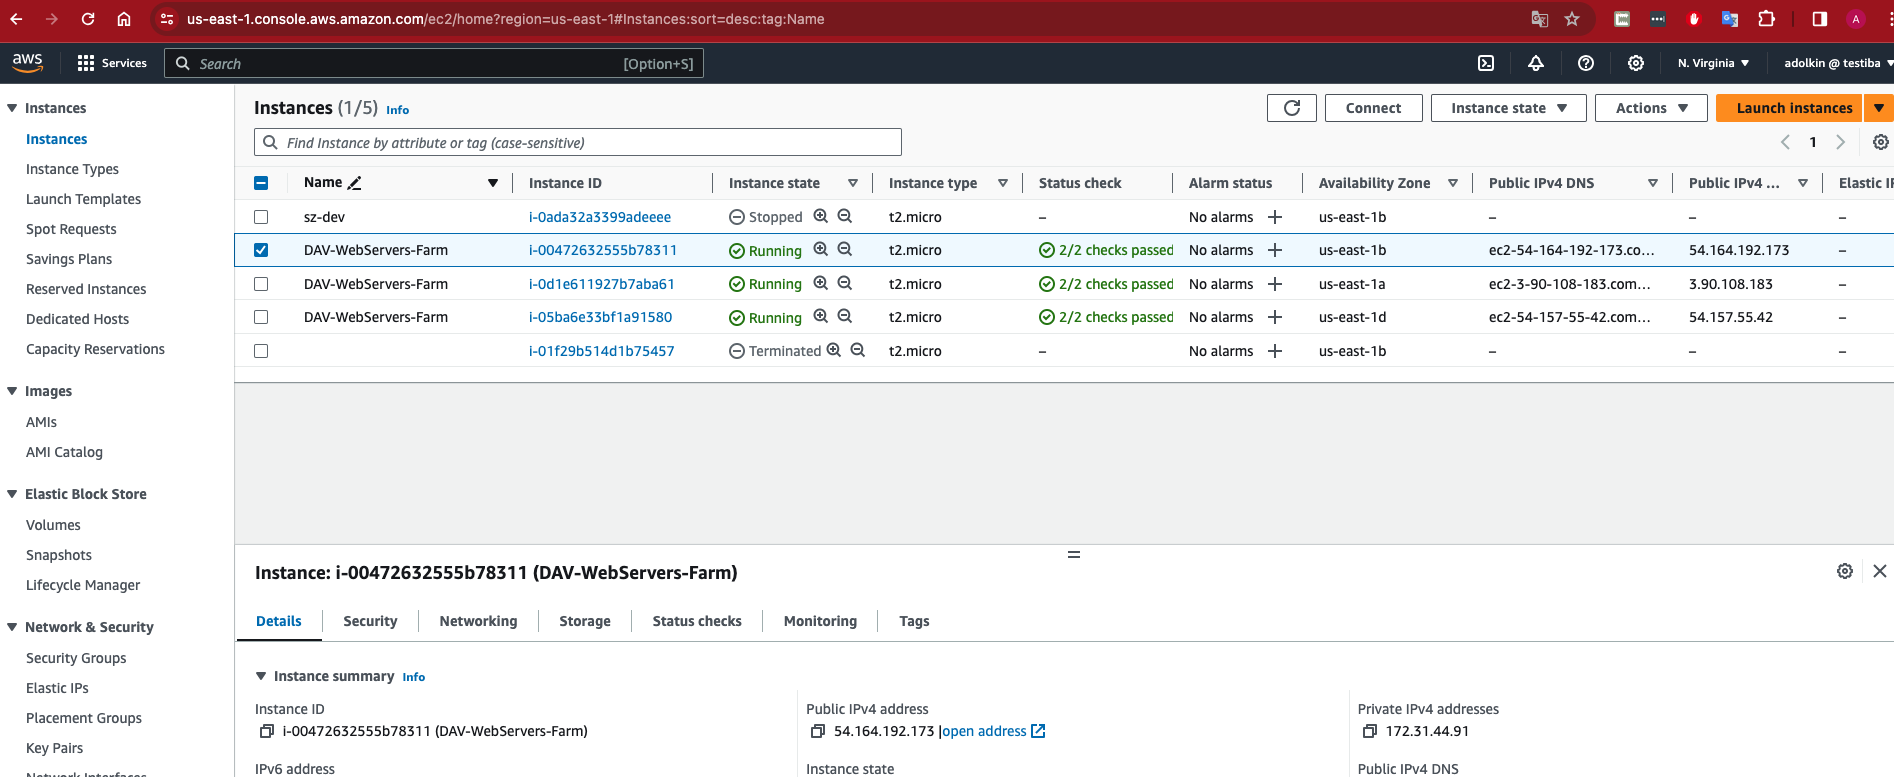 us-east-1.console.aws.amazon.com/ec2/home?region=us-east-1#Instances:sort=desc:tag:Name
A
aws Services Search [Option+S] N. Virginia adolkin @ testiba
Instances
Instances
Instance Types
Launch Templates
Spot Requests
Savings Plans
Reserved Instances
Dedicated Hosts
Capacity Reservations
Images
AMIs
AMI Catalog
Elastic Block Store
Volumes
Snapshots
Lifecycle Manager
Network & Security
Security Groups
Elastic IPs
Placement Groups
Key Pairs
Network Interfaces
Instances (1/5) Info
Connect Instance state Actions Launch instances
Find Instance by attribute or tag (case-sensitive)
1
Name Instance ID Instance state Instance type Status check Alarm status Availability Zone Public IPv4 DNS Public IPv4 ... Elastic IP
sz-dev i-0ada32a3399adeeee Stopped t2.micro – No alarms us-east-1b – –
DAV-WebServers-Farm i-00472632555b78311 Running t2.micro 2/2 checks passed No alarms us-east-1b ec2-54-164-192-173.co... 54.164.192.173 –
DAV-WebServers-Farm i-0d1e611927b7aba61 Running t2.micro 2/2 checks passed No alarms us-east-1a ec2-3-90-108-183.com... 3.90.108.183 –
DAV-WebServers-Farm i-05ba6e33bf1a91580 Running t2.micro 2/2 checks passed No alarms us-east-1d ec2-54-157-55-42.com... 54.157.55.42 –
i-01f29b514d1b75457 Terminated t2.micro – No alarms us-east-1b – – –
Instance: i-00472632555b78311 (DAV-WebServers-Farm)
Details Security Networking Storage Status checks Monitoring Tags
Instance summary Info
Instance ID
i-00472632555b78311 (DAV-WebServers-Farm)
IPv6 address
Public IPv4 address
54.164.192.173 |open address
Instance state
Private IPv4 addresses
172.31.44.91
Public IPv4 DNS